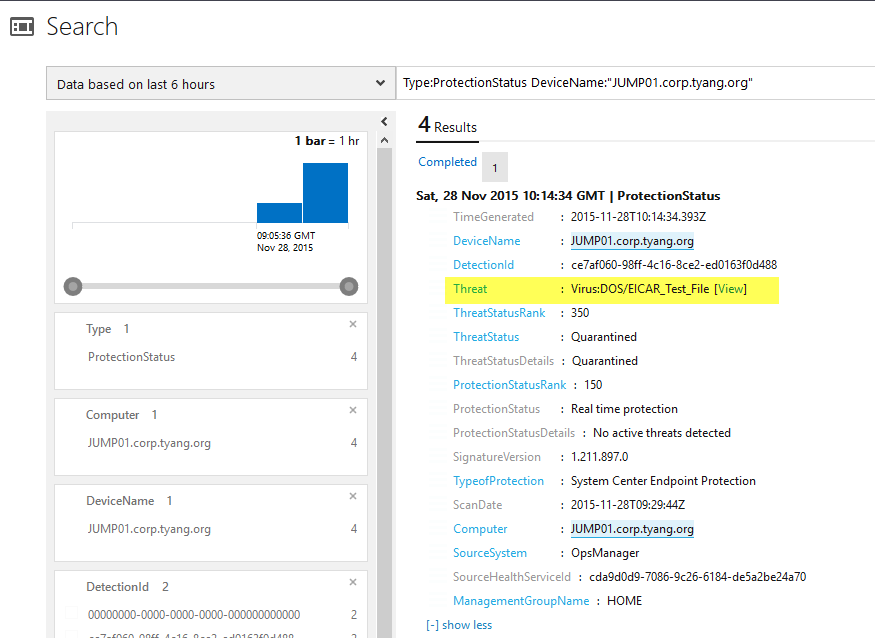 Search
Data based on last 6 hours
Type:ProtectionStatus DeviceName:"JUMP01.corp.tyang.org"
1 bar = 1 hr
09:05:36 GMT
Nov 28, 2015
Type 1
ProtectionStatus 4
Computer 1
JUMP01.corp.tyang.org 4
DeviceName 1
JUMP01.corp.tyang.org 4
DetectionId 2
00000000-0000-0000-0000-000000000000 2
ce7af060-98ff-4c16-8ce2-ed0163f0d488 2
4 Results
Completed 1
Sat, 28 Nov 2015 10:14:34 GMT | ProtectionStatus
TimeGenerated : 2015-11-28T10:14:34.393Z
DeviceName : JUMP01.corp.tyang.org
DetectionId : ce7af060-98ff-4c16-8ce2-ed0163f0d488
Threat : Virus:DOS/EICAR_Test_File [View]
ThreatStatusRank : 350
ThreatStatus : Quarantined
ThreatStatusDetails : Quarantined
ProtectionStatusRank : 150
ProtectionStatus : Real time protection
ProtectionStatusDetails : No active threats detected
SignatureVersion : 1.211.897.0
TypeofProtection : System Center Endpoint Protection
ScanDate : 2015-11-28T09:29:44Z
Computer : JUMP01.corp.tyang.org
SourceSystem : OpsManager
SourceHealthServiceId : cda9d0d9-7086-9c26-6184-de5a2be24a70
ManagementGroupName : HOME
[-] show less